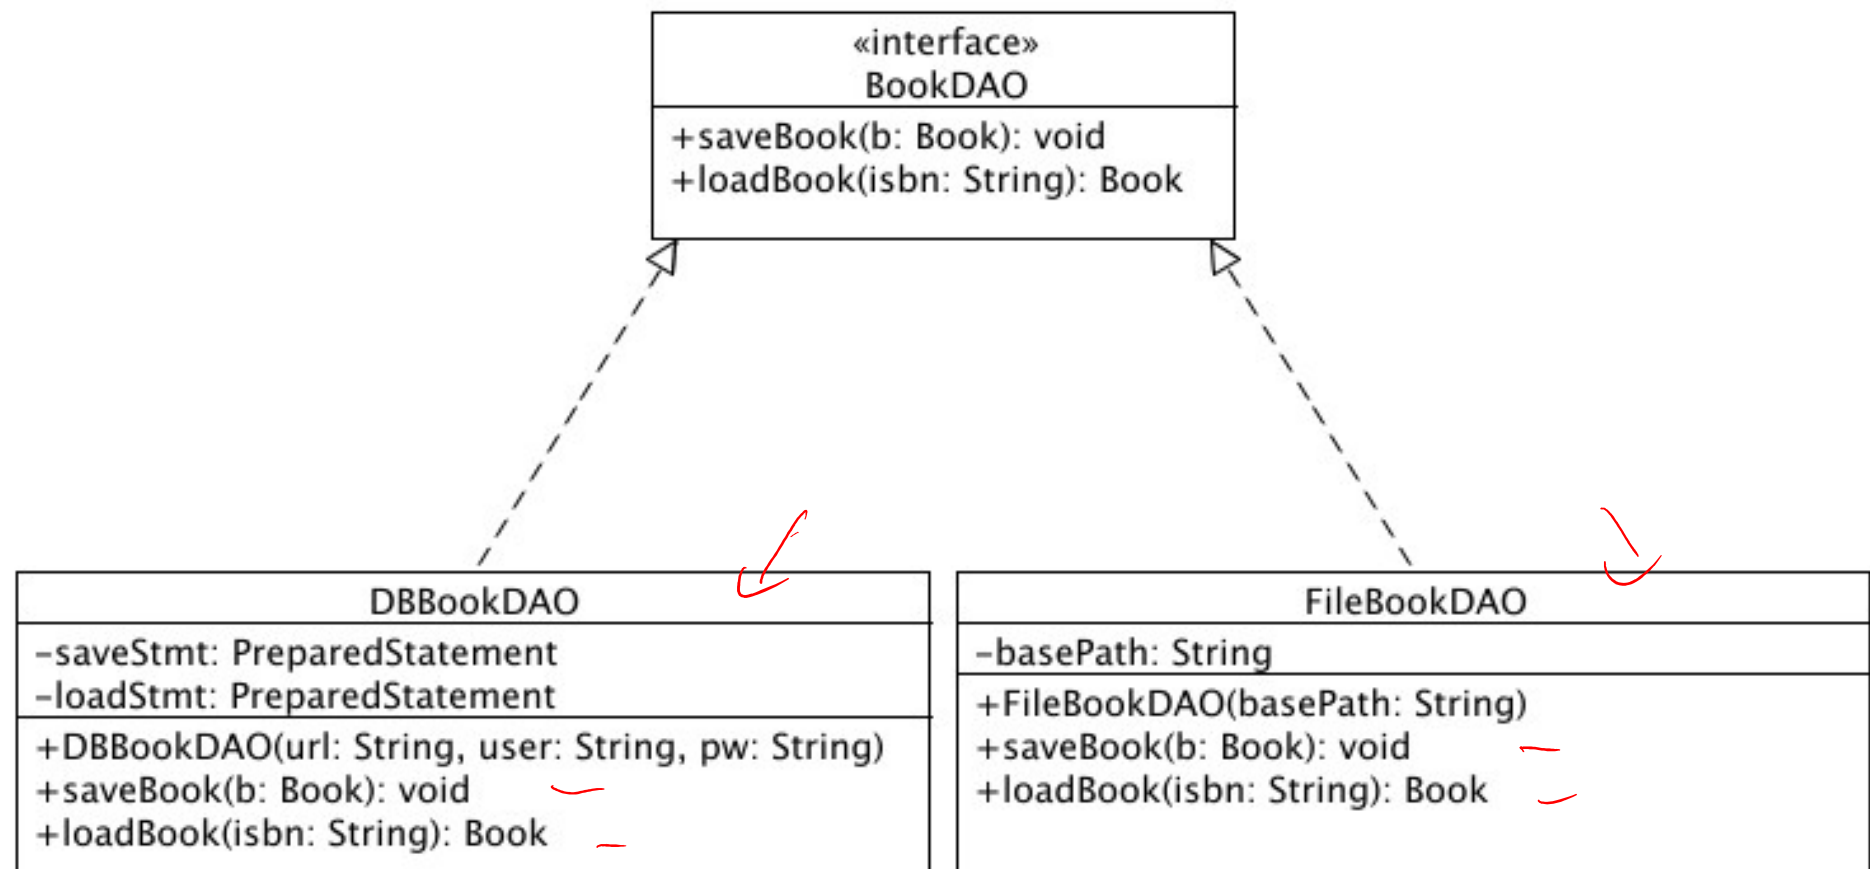 «interface»
BookDAO
+saveBook(b: Book): void
+loadBook(isbn: String): Book
DBBookDAO
-saveStmt: PreparedStatement
-loadStmt: PreparedStatement
+DBBookDAO(url: String, user: String, pw: String)
+saveBook(b: Book): void
+loadBook(isbn: String): Book
FileBookDAO
-basePath: String
+FileBookDAO(basePath: String)
+saveBook(b: Book): void
+loadBook(isbn: String): Book